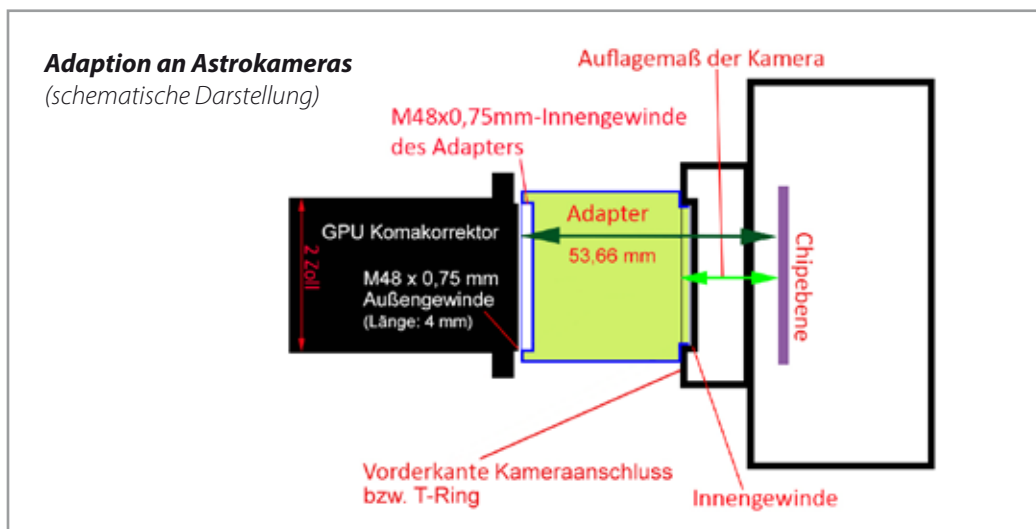 Adaption an Astrokameras
(schematische Darstellung)
Auflagemaß der Kamera
M48x0,75mm-Innengewinde
des Adapters
Adapter
53,66 mm
GPU Komakorrektor
2 Zoll
M48 x 0,75 mm
Außengewinde
(Länge: 4 mm)
Chipebene
Vorderkante Kameraanschluss
bzw. T-Ring
Innengewinde